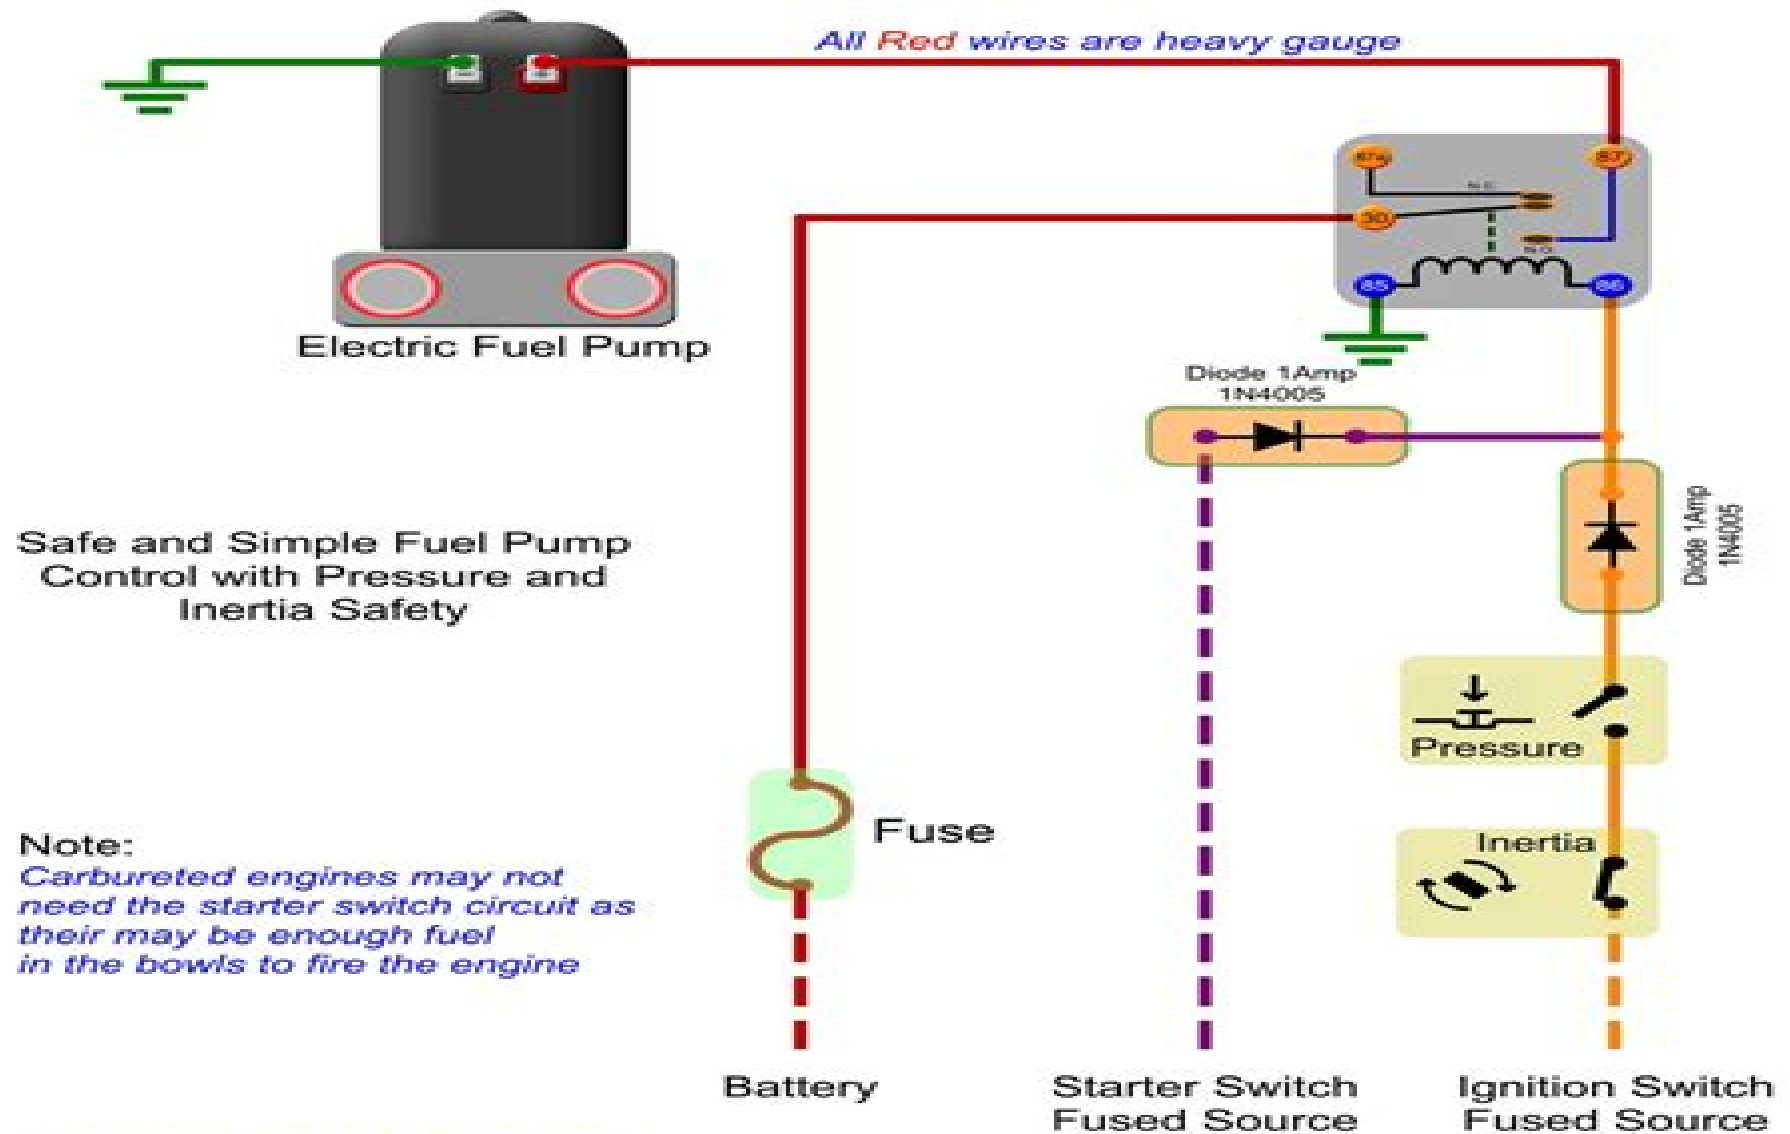 All Red wires are heavy gauge
87a
87
N.C.
30
N.O.
85
86
Electric Fuel Pump
Diode 1Amp
1N4005
Diode 1Amp
1N4005
Safe and Simple Fuel Pump
Control with Pressure and
Inertia Safety
Pressure
Fuse
Inertia
Note:
Carbureted engines may not
need the starter switch circuit as
their may be enough fuel
in the bowls to fire the engine
Battery
Starter Switch
Fused Source
Ignition Switch
Fused Source